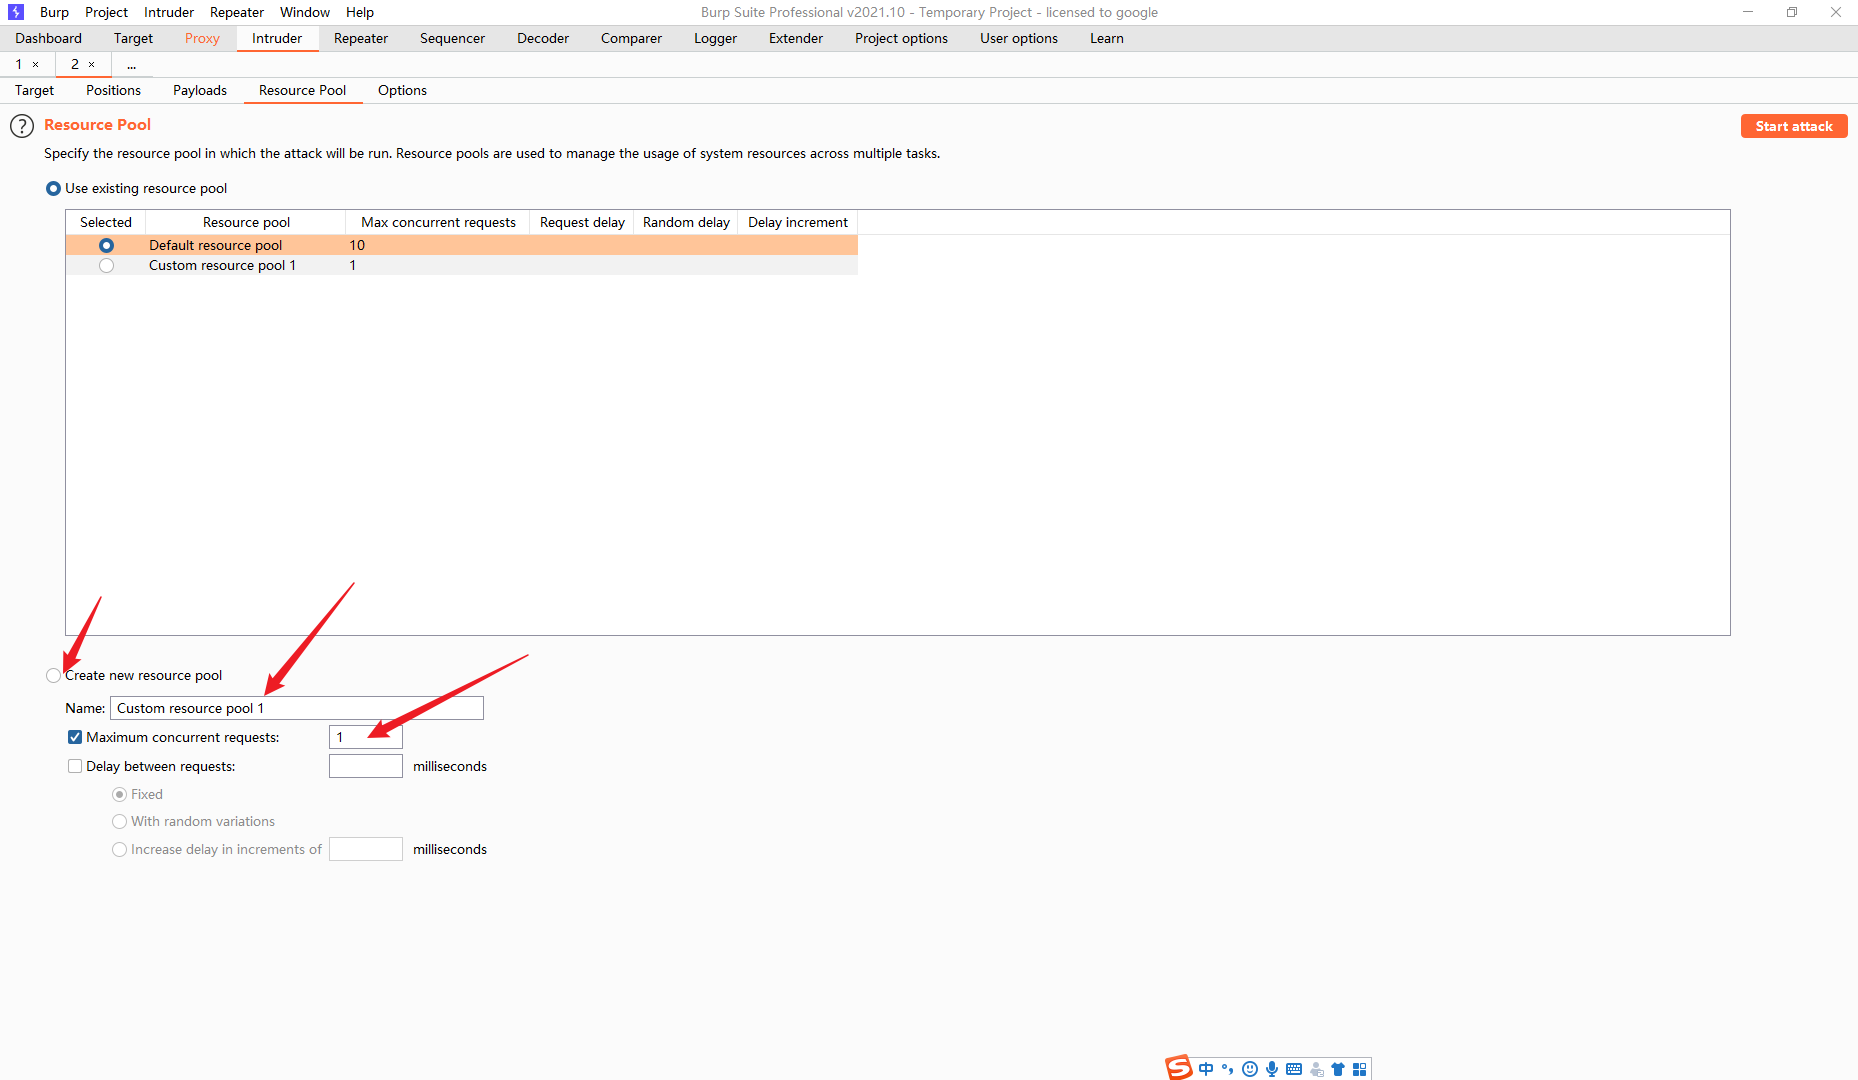 Burp Project Intruder Repeater Window Help Burp Suite Professional v2021.10 - Temporary Project - licensed to google
Dashboard Target Proxy Intruder Repeater Sequencer Decoder Comparer Logger Extender Project options User options Learn
1 × 2 × ...
Target Positions Payloads Resource Pool Options
? Resource Pool
Start attack
Specify the resource pool in which the attack will be run. Resource pools are used to manage the usage of system resources across multiple tasks.
Use existing resource pool
Selected Resource pool Max concurrent requests Request delay Random delay Delay increment
Default resource pool 10
Custom resource pool 1 1
Create new resource pool
Name: Custom resource pool 1
Maximum concurrent requests: 1
Delay between requests: milliseconds
Fixed
With random variations
Increase delay in increments of milliseconds
S 中 °,